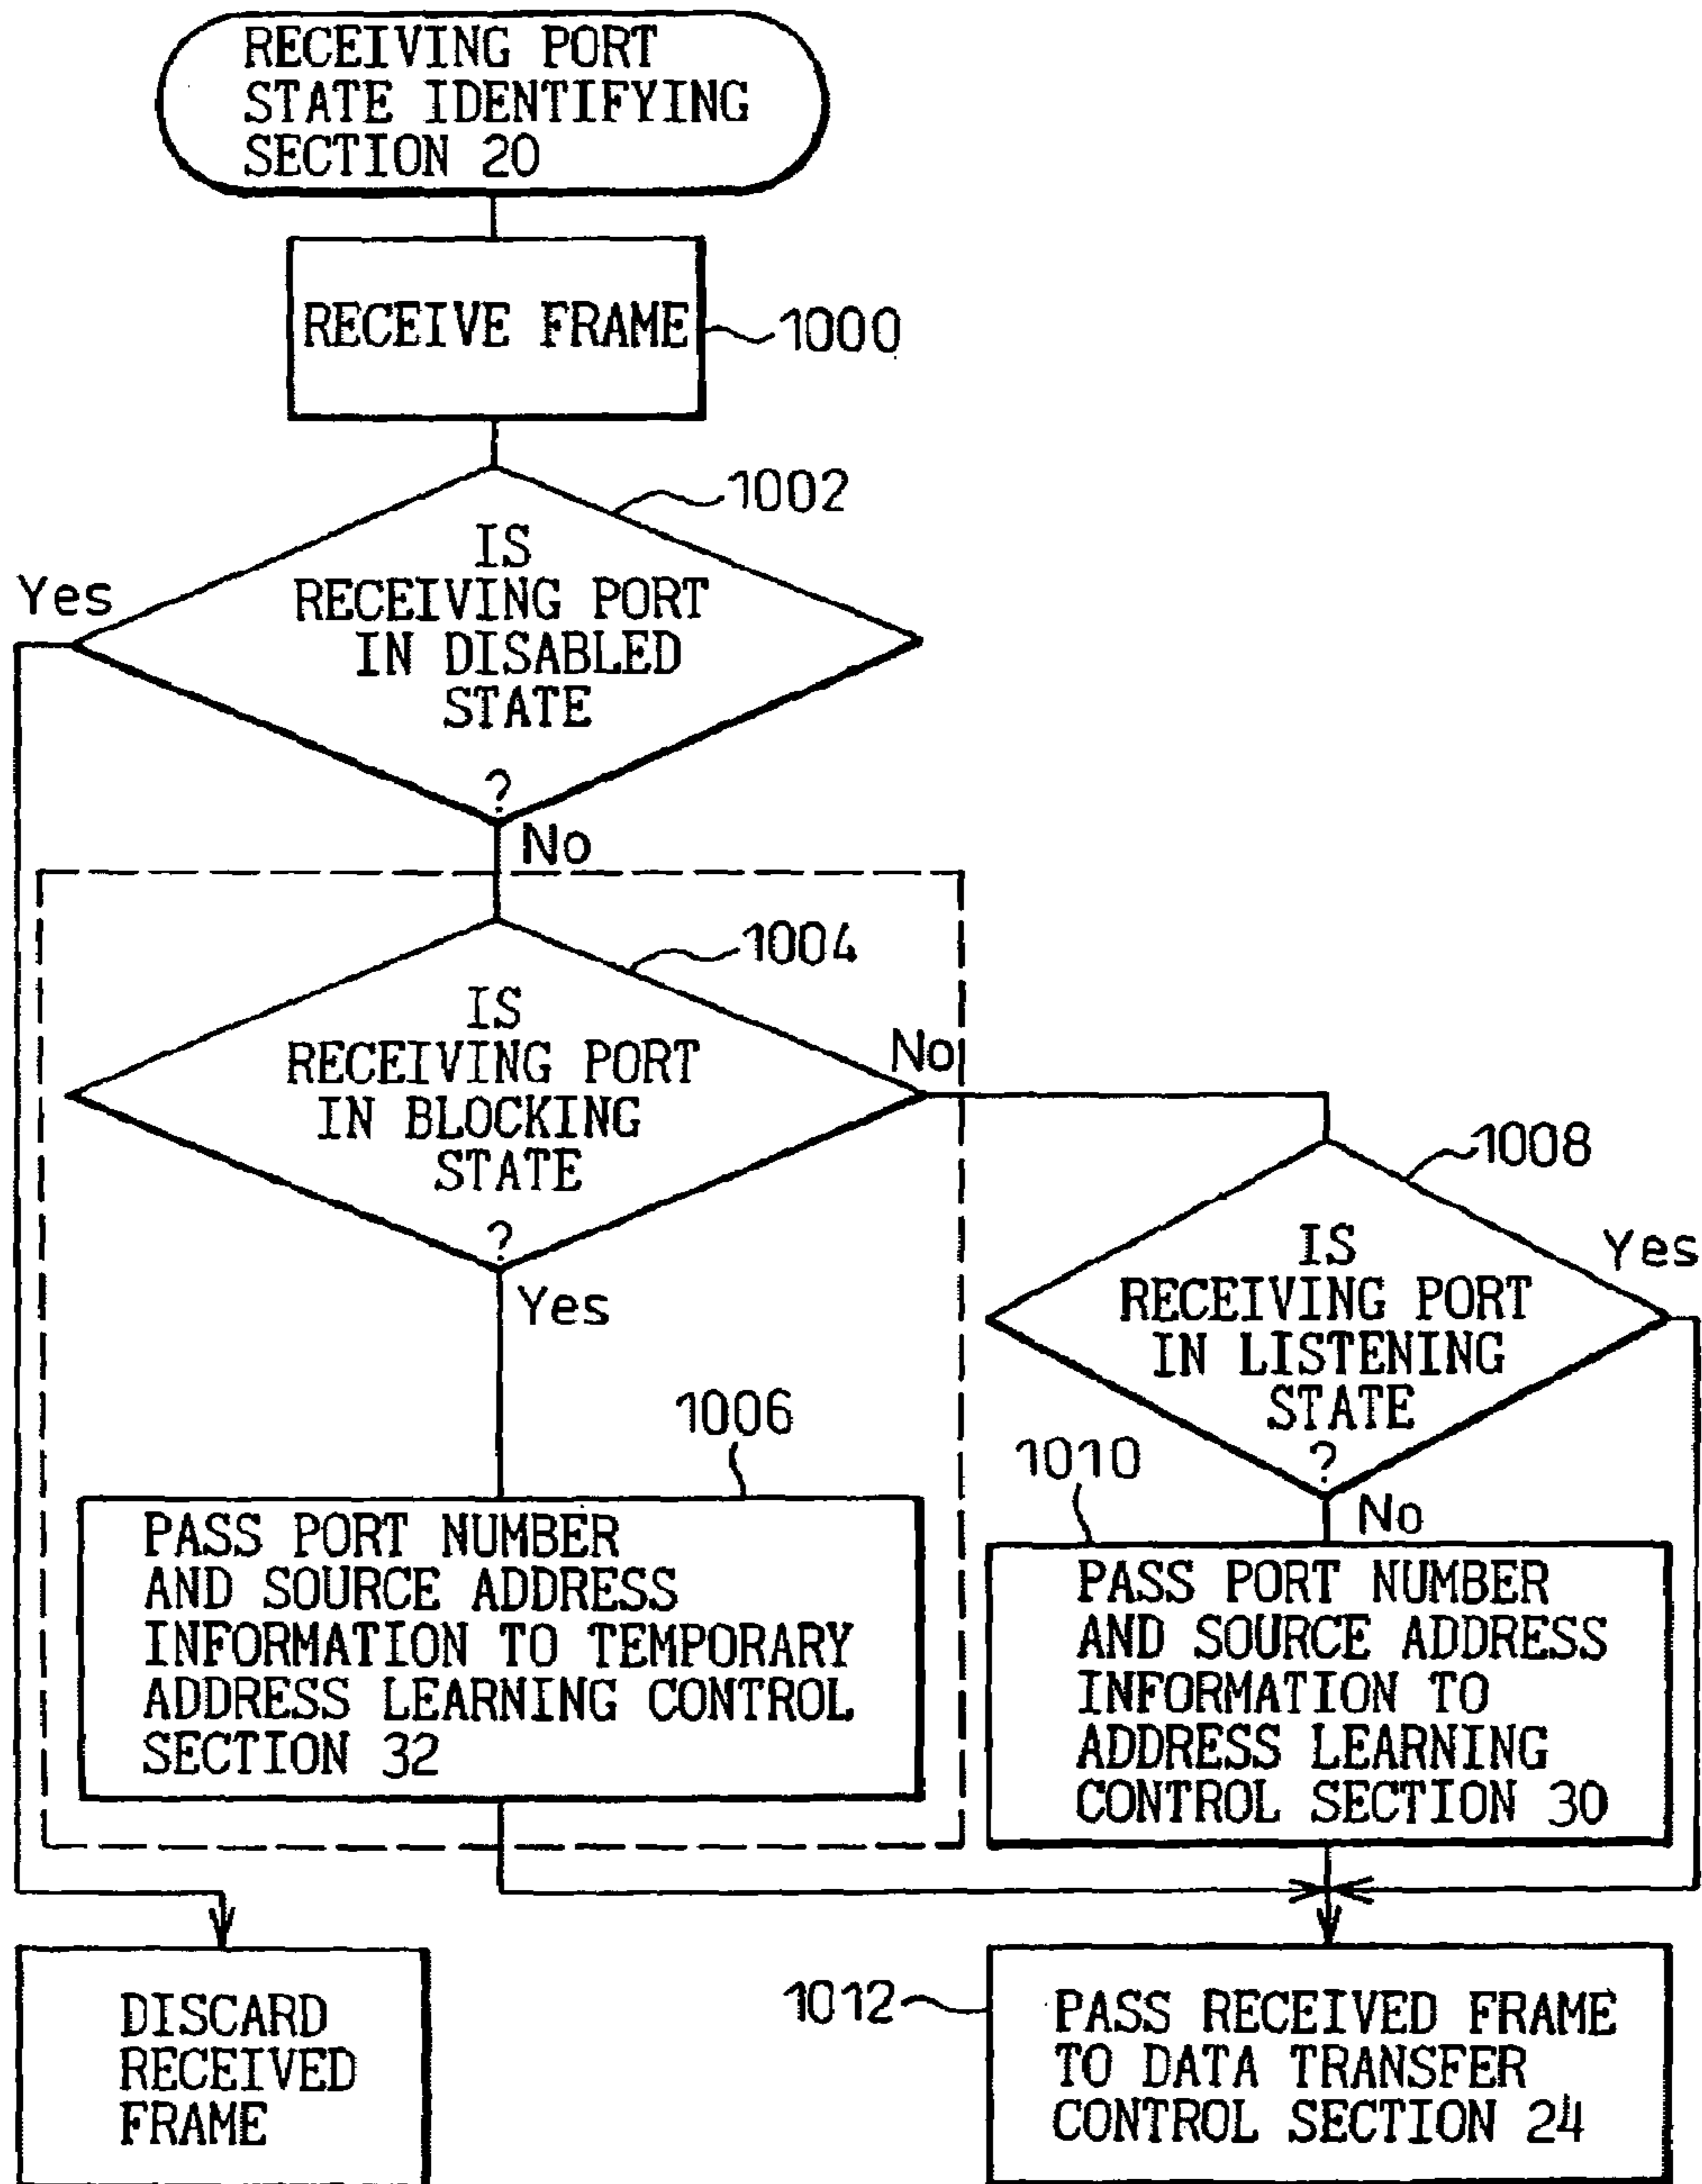 RECEIVING PORT
STATE IDENTIFYING
SECTION 20
RECEIVE FRAME
1000
1002
IS
RECEIVING PORT
IN DISABLED
STATE
?
Yes
No
1004
IS
RECEIVING PORT
IN BLOCKING
STATE
?
No
Yes
1008
IS
RECEIVING PORT
IN LISTENING
STATE
?
Yes
No
1006
PASS PORT NUMBER
AND SOURCE ADDRESS
INFORMATION TO TEMPORARY
ADDRESS LEARNING CONTROL
SECTION 32
1010
PASS PORT NUMBER
AND SOURCE ADDRESS
INFORMATION TO
ADDRESS LEARNING
CONTROL SECTION 30
DISCARD
RECEIVED
FRAME
1012
PASS RECEIVED FRAME
TO DATA TRANSFER
CONTROL SECTION 24